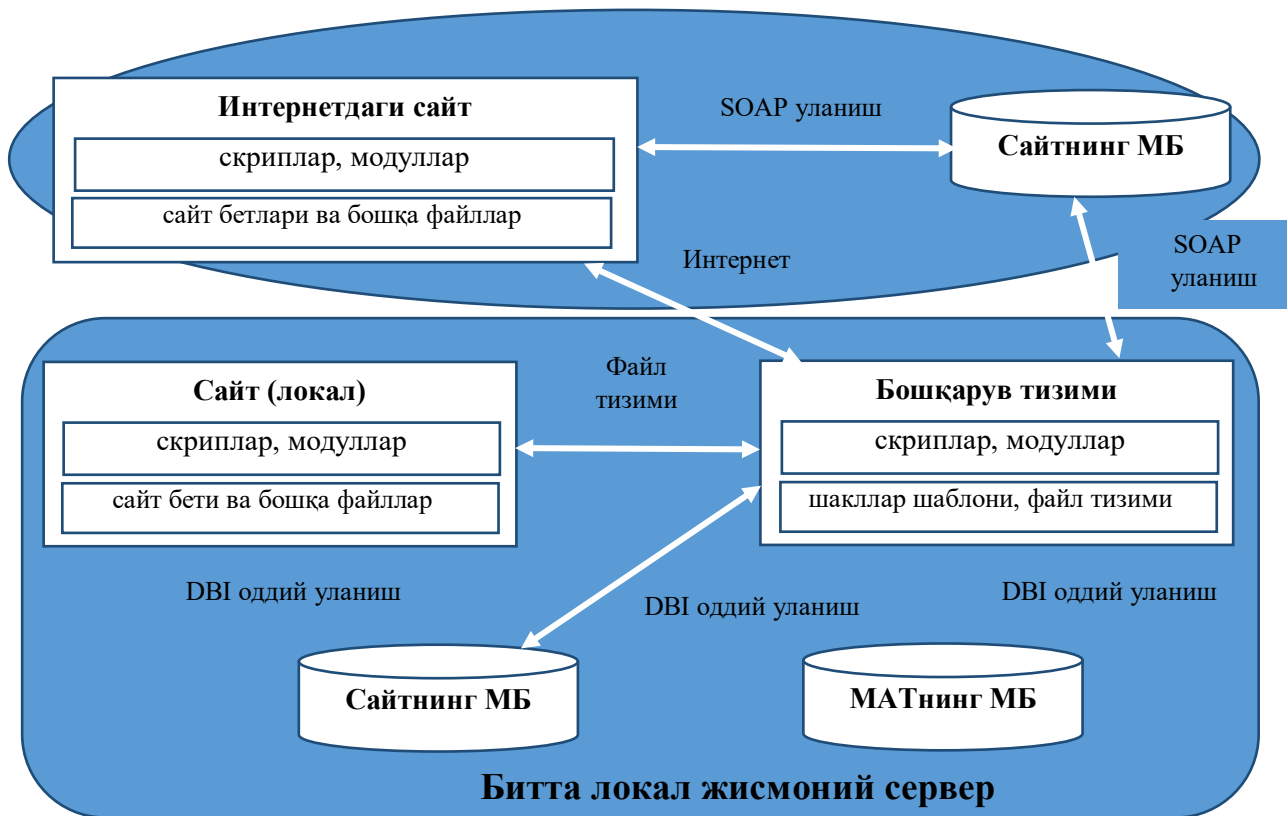 Интернетдаги сайт
скриплар, модуллар
сайт бетлари ва бошқа файллар
SOAP уланиш
Сайтнинг МБ
Интернет
SOAP
уланиш
Сайт (локал)
скриплар, модуллар
сайт бети ва бошқа файллар
Файл
тизими
Бошқарув тизими
скриплар, модуллар
шакллар шаблони, файл тизими
DBI оддий уланиш
DBI оддий уланиш
DBI оддий уланиш
Сайтнинг МБ
МАТнинг МБ
Битта локал жисмоний сервер